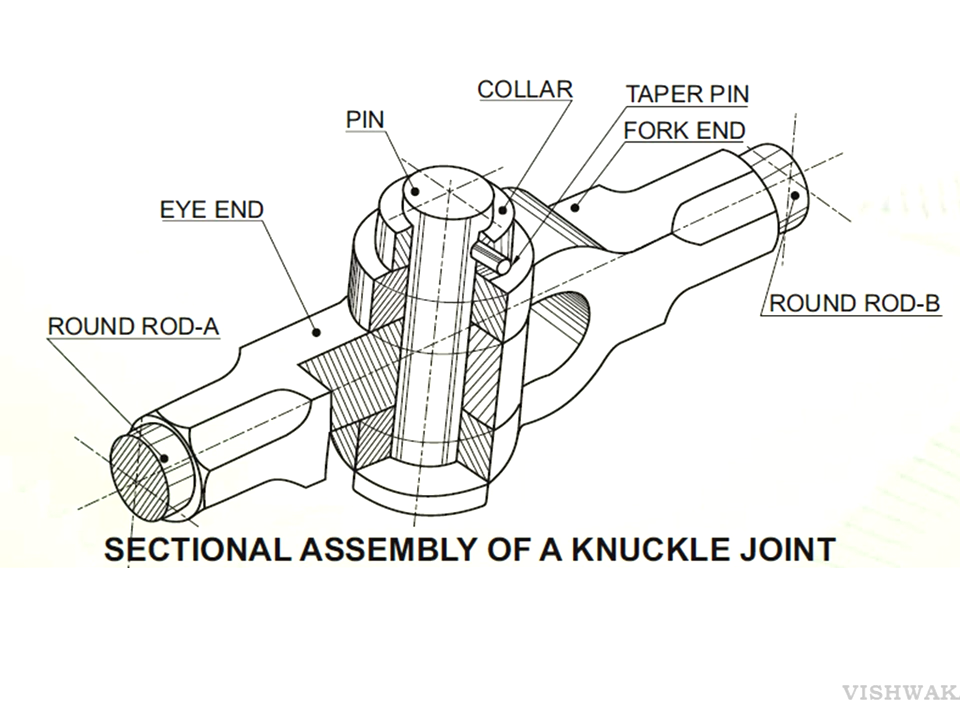 COLLAR
TAPER PIN
PIN
FORK END
EYE END
ROUND ROD-B
ROUND ROD-A
SECTIONAL ASSEMBLY OF A KNUCKLE JOINT
VISHWAK